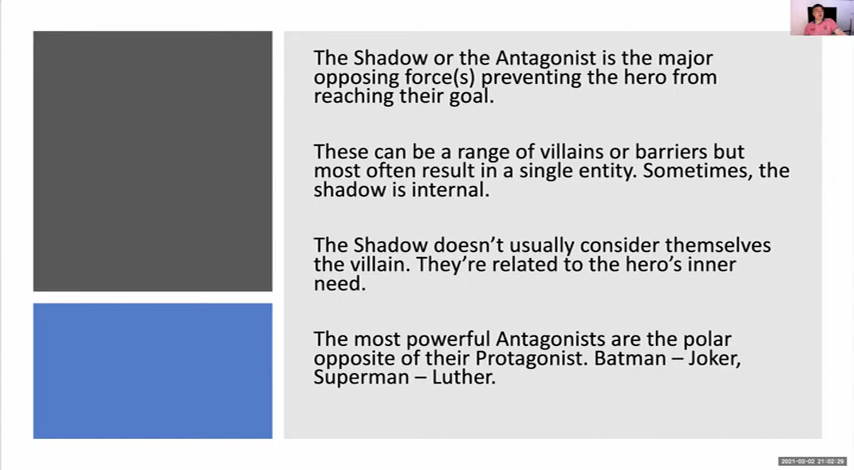 The Shadow or the Antagonist is the major
opposing force(s) preventing the hero from
reaching their goal.
These can be a range of villains or barriers but
most often result in a single entity. Sometimes, the
shadow is internal.
The Shadow doesn't usually consider themselves
the villain. They're related to the hero's inner
need.
The most powerful Antagonists are the polar
opposite of their Protagonist. Batman – Joker,
Superman – Luther.
2021-03-02 21:02:29